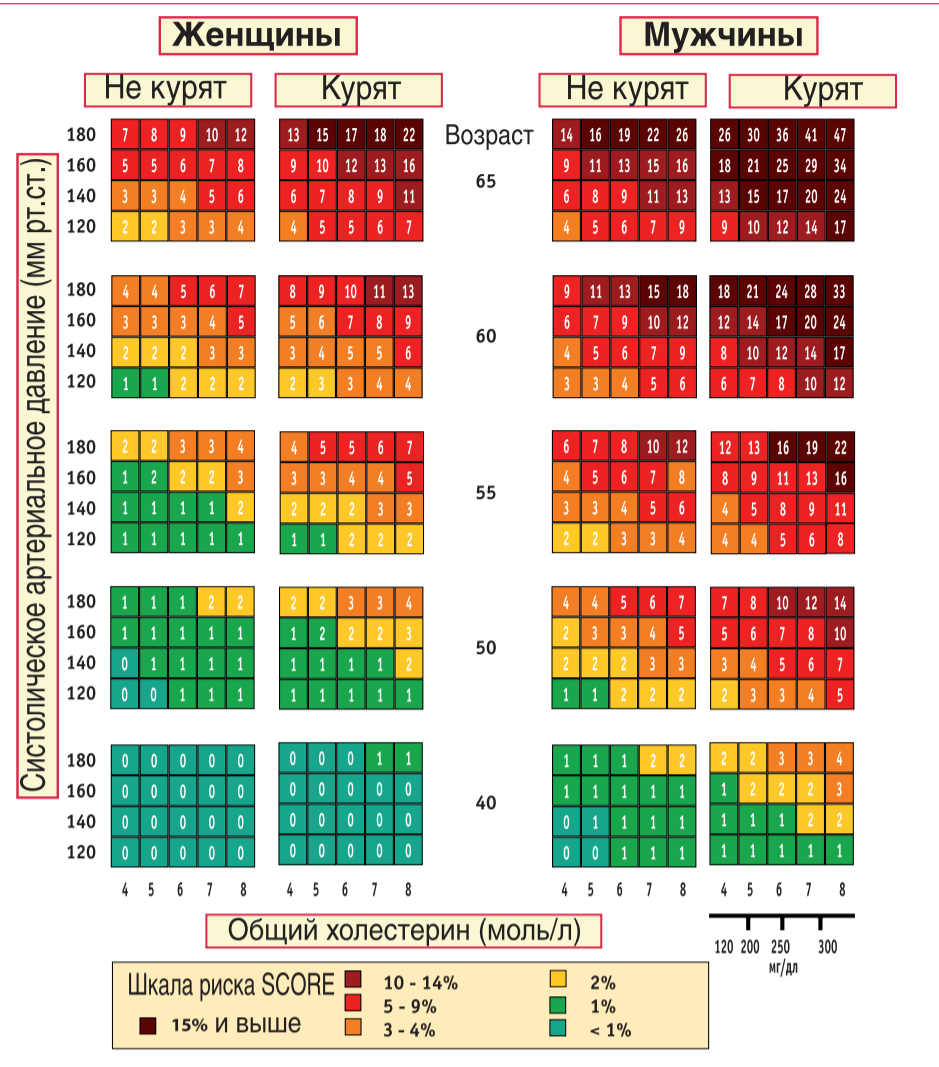 Женщины Мужчины
Не курят Курят Не курят Курят
Систолическое артериальное давление (мм рт.ст.)
Возраст
180 7 8 9 10 12 13 15 17 18 22 14 16 19 22 26 26 30 36 41 47
160 5 5 6 7 8 9 10 12 13 16 9 11 13 15 16 18 21 25 29 34
65
140 3 3 4 5 6 6 7 8 9 11 6 8 9 11 13 13 15 17 20 24
120 2 2 3 3 4 4 5 5 6 7 4 5 6 7 9 9 10 12 14 17
180 4 4 5 6 7 8 9 10 11 13 9 11 13 15 18 18 21 24 28 33
160 3 3 3 4 5 5 6 7 8 9 6 7 9 10 12 12 14 17 20 24
60
140 2 2 2 3 3 3 4 5 5 6 4 5 6 7 9 8 10 12 14 17
120 1 1 2 2 2 2 3 3 4 4 3 3 4 5 6 6 7 8 10 12
180 2 2 3 3 4 4 5 5 6 7 6 7 8 10 12 12 13 16 19 22
160 1 2 2 2 3 3 3 4 4 5 4 5 6 7 8 8 9 11 13 16
55
140 1 1 1 1 2 2 2 2 3 3 3 3 4 5 6 4 5 8 9 11
120 1 1 1 1 1 1 1 2 2 2 2 2 3 3 4 4 4 5 6 8
180 1 1 1 2 2 2 2 3 3 4 4 4 5 6 7 7 8 10 12 14
160 1 1 1 1 1 1 2 2 2 3 2 3 3 4 5 5 6 7 8 10
50
140 0 1 1 1 1 1 1 1 1 2 2 2 2 3 3 3 4 5 6 7
120 0 0 1 1 1 1 1 1 1 1 1 1 2 2 2 2 3 3 4 5
180 0 0 0 0 0 0 0 0 1 1 1 1 1 2 2 2 2 3 3 4
160 0 0 0 0 0 0 0 0 0 0 1 1 1 1 1 1 2 2 2 3
40
140 0 0 0 0 0 0 0 0 0 0 0 1 1 1 1 1 1 1 2 2
120 0 0 0 0 0 0 0 0 0 0 0 0 1 1 1 1 1 1 1 1
4 5 6 7 8 4 5 6 7 8 4 5 6 7 8 4 5 6 7 8
Общий холестерин (моль/л)
120 200 250 300
мг/дл
Шкала риска SCORE
15% и выше
10 - 14%
5 - 9%
3 - 4%
2%
1%
< 1%